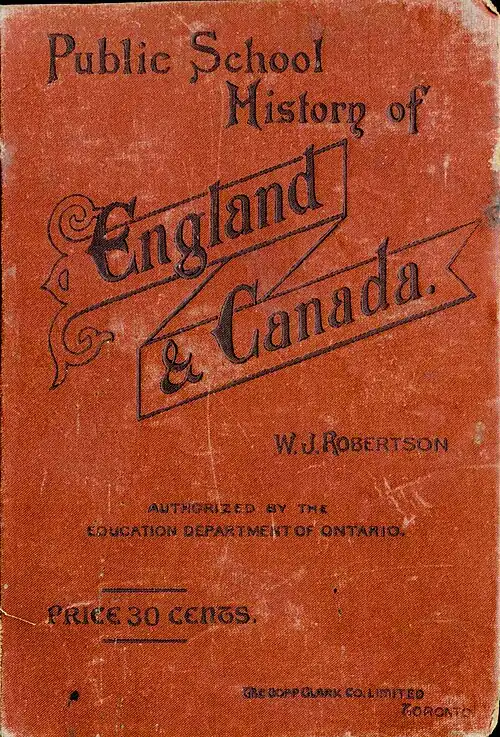 Public School
History of
England
& Canada.
W. J. ROBERTSON
AUTHORIZED BY THE
EDUCATION DEPARTMENT OF ONTARIO.
PRICE 30 CENTS.
THE COPP CLARK CO. LIMITED
TORONTO